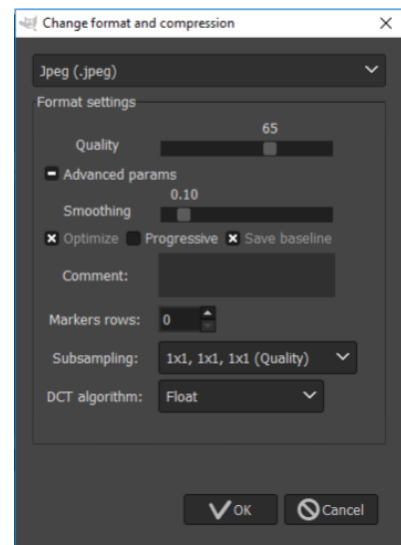 Change format and compression
Jpeg (.jpeg)
Format settings
65
Quality
Advanced params
0.10
Smoothing
Optimize Progressive Save baseline
Comment:
Markers rows: 0
Subsampling: 1x1, 1x1, 1x1 (Quality)
DCT algorithm: Float
OK Cancel